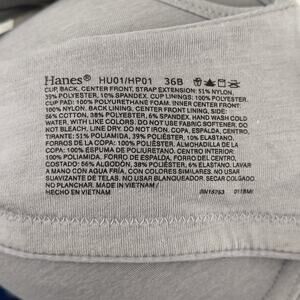 Hanes® HU01/HP01 36B
CUP, BACK, CENTER FRONT, STRAP EXTENSION: 51% NYLON,
39% POLYESTER, 10% SPANDEX. CUP LININGS: 100% POLYESTER.
CUP PAD: 100% POLYURETHANE FOAM. INNER CENTER FRONT:
100% NYLON. BACK INNER/CENTER FRONT LINING/SIDE:
56% COTTON, 38% POLYESTER, 6% SPANDEX. HAND WASH COLD
WATER, WITH LIKE COLORS. DO NOT USE FABRIC SOFTENER. DO
NOT BLEACH. LINE DRY. DO NOT IRON. COPA, ESPALDA, CENTRO,
TIRANTE: 51% POLIAMIDA, 39% POLIESTER, 10% ELASTANO.
FORROS DE LA COPA: 100% POLIESTER. ALMOHADILLA DE LA
COPA: 100% ESPUMA DE POLIURETANO. CENTRO INTERIOR:
100% POLIAMIDA. FORRO DE ESPALDA, FORRO DEL CENTRO,
COSTADO: 56% ALGODÓN, 38% POLIESTER, 6% ELASTANO. LAVAR
A MANO CON AGUA FRÍA, CON COLORES SIMILARES. NO USAR
SUAVIZANTE DE TELAS. NO USAR BLANQUEADOR. SECAR COLGADO
NO PLANCHAR. MADE IN VIETNAM /
HECHO EN VIETNAM